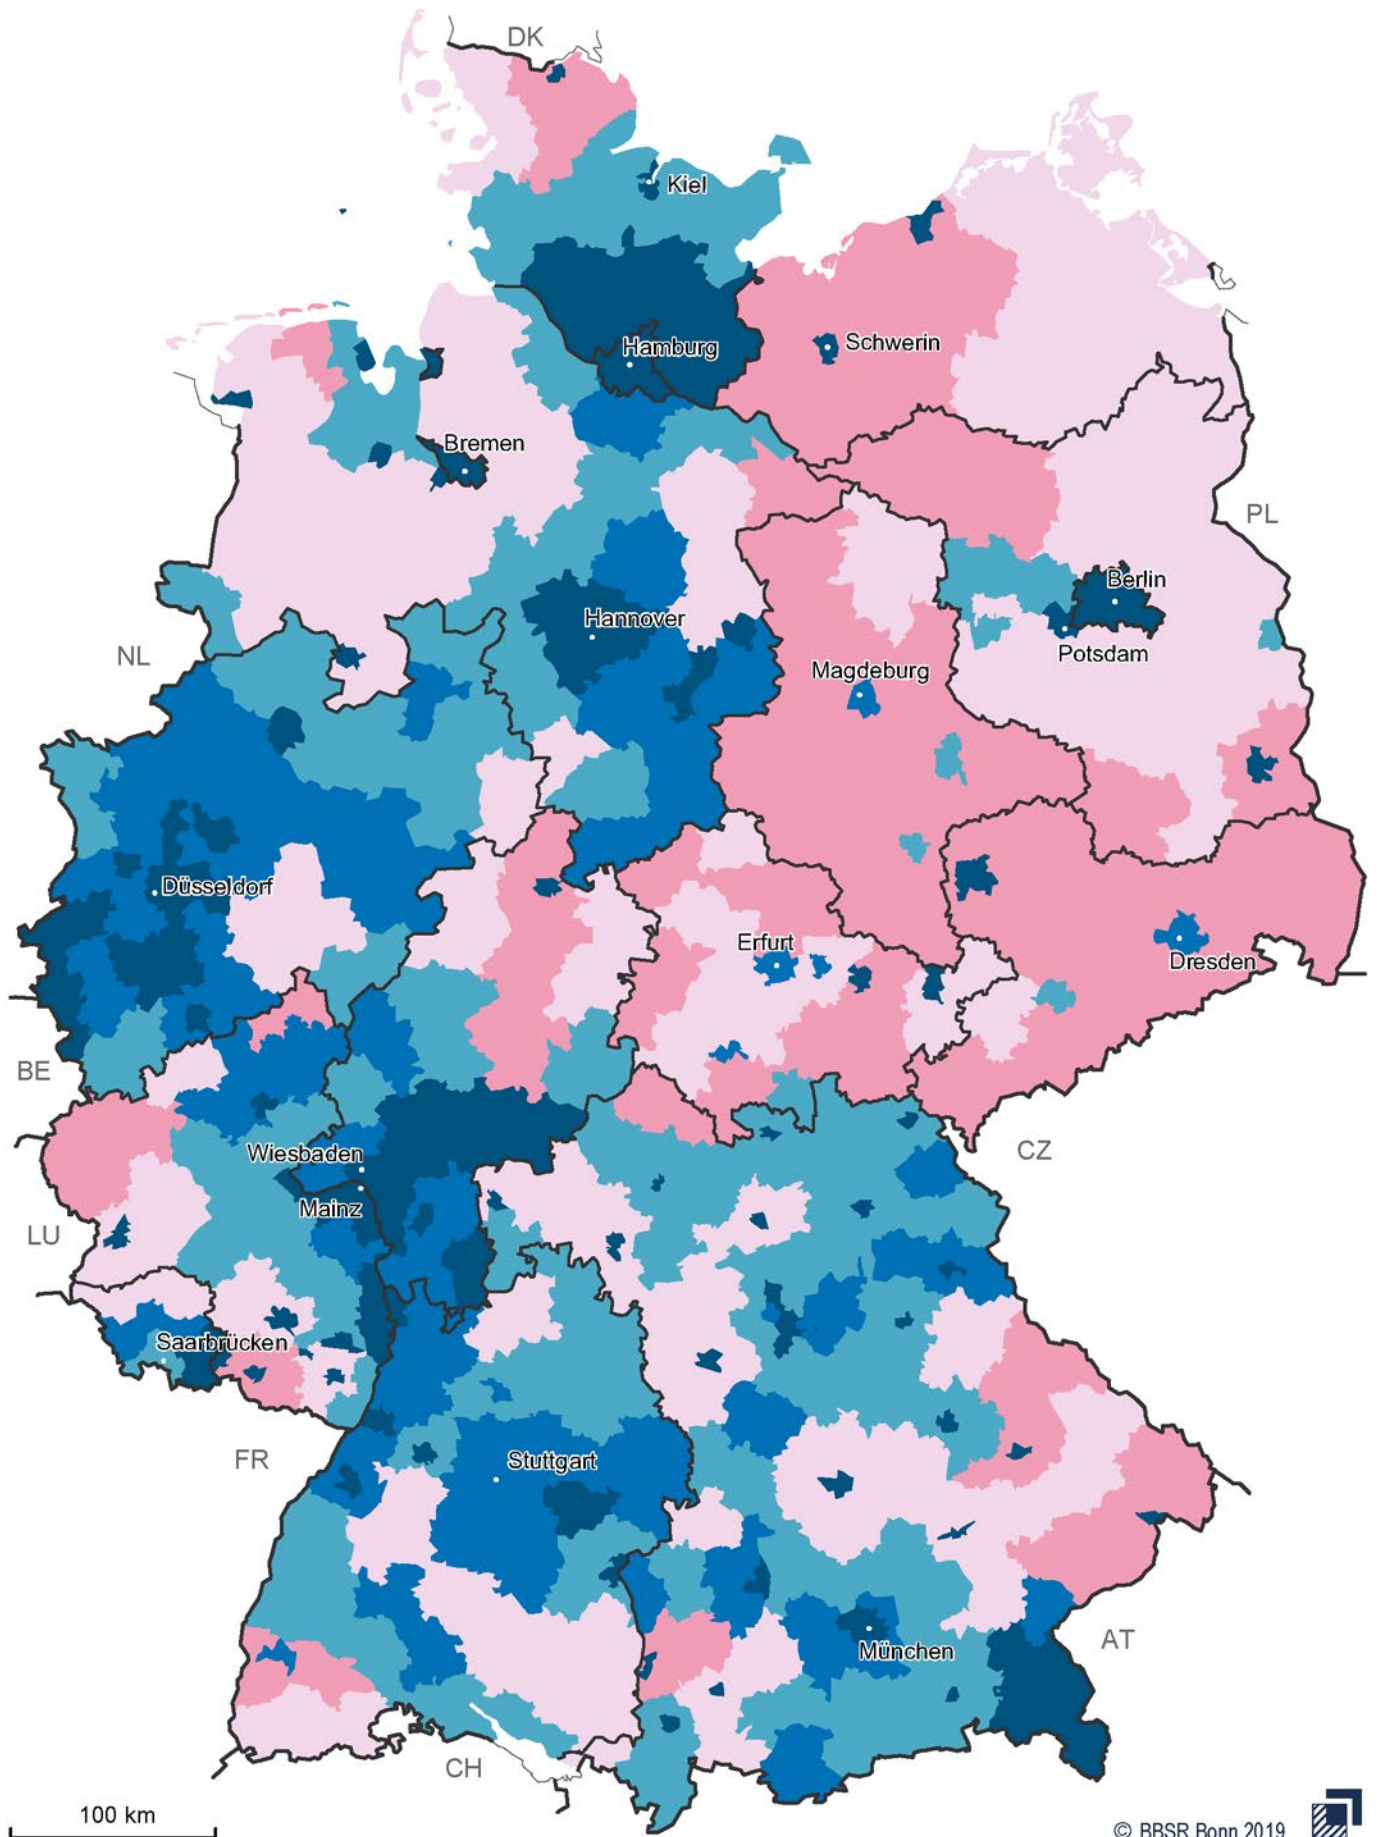 DK
Kiel
Hamburg
Schwerin
Bremen
PL
Berlin
Hannover
Potsdam
NL
Magdeburg
Düsseldorf
Erfurt
Dresden
BE
Wiesbaden
CZ
Mainz
LU
Saarbrücken
FR
Stuttgart
AT
München
CH
100 km
© BBSR Bonn 2019